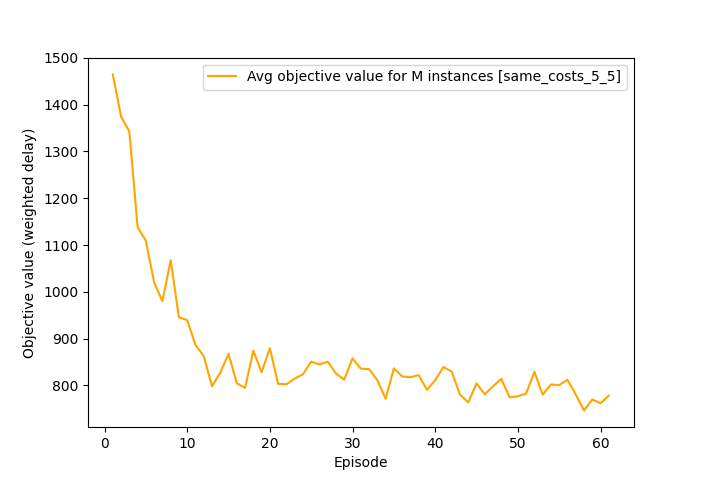 Avg objective value for M instances [same_costs_5_5]
Objective value (weighted delay)
1500
1400
1300
1200
1100
1000
900
800
0 10 20 30 40 50 60
Episode